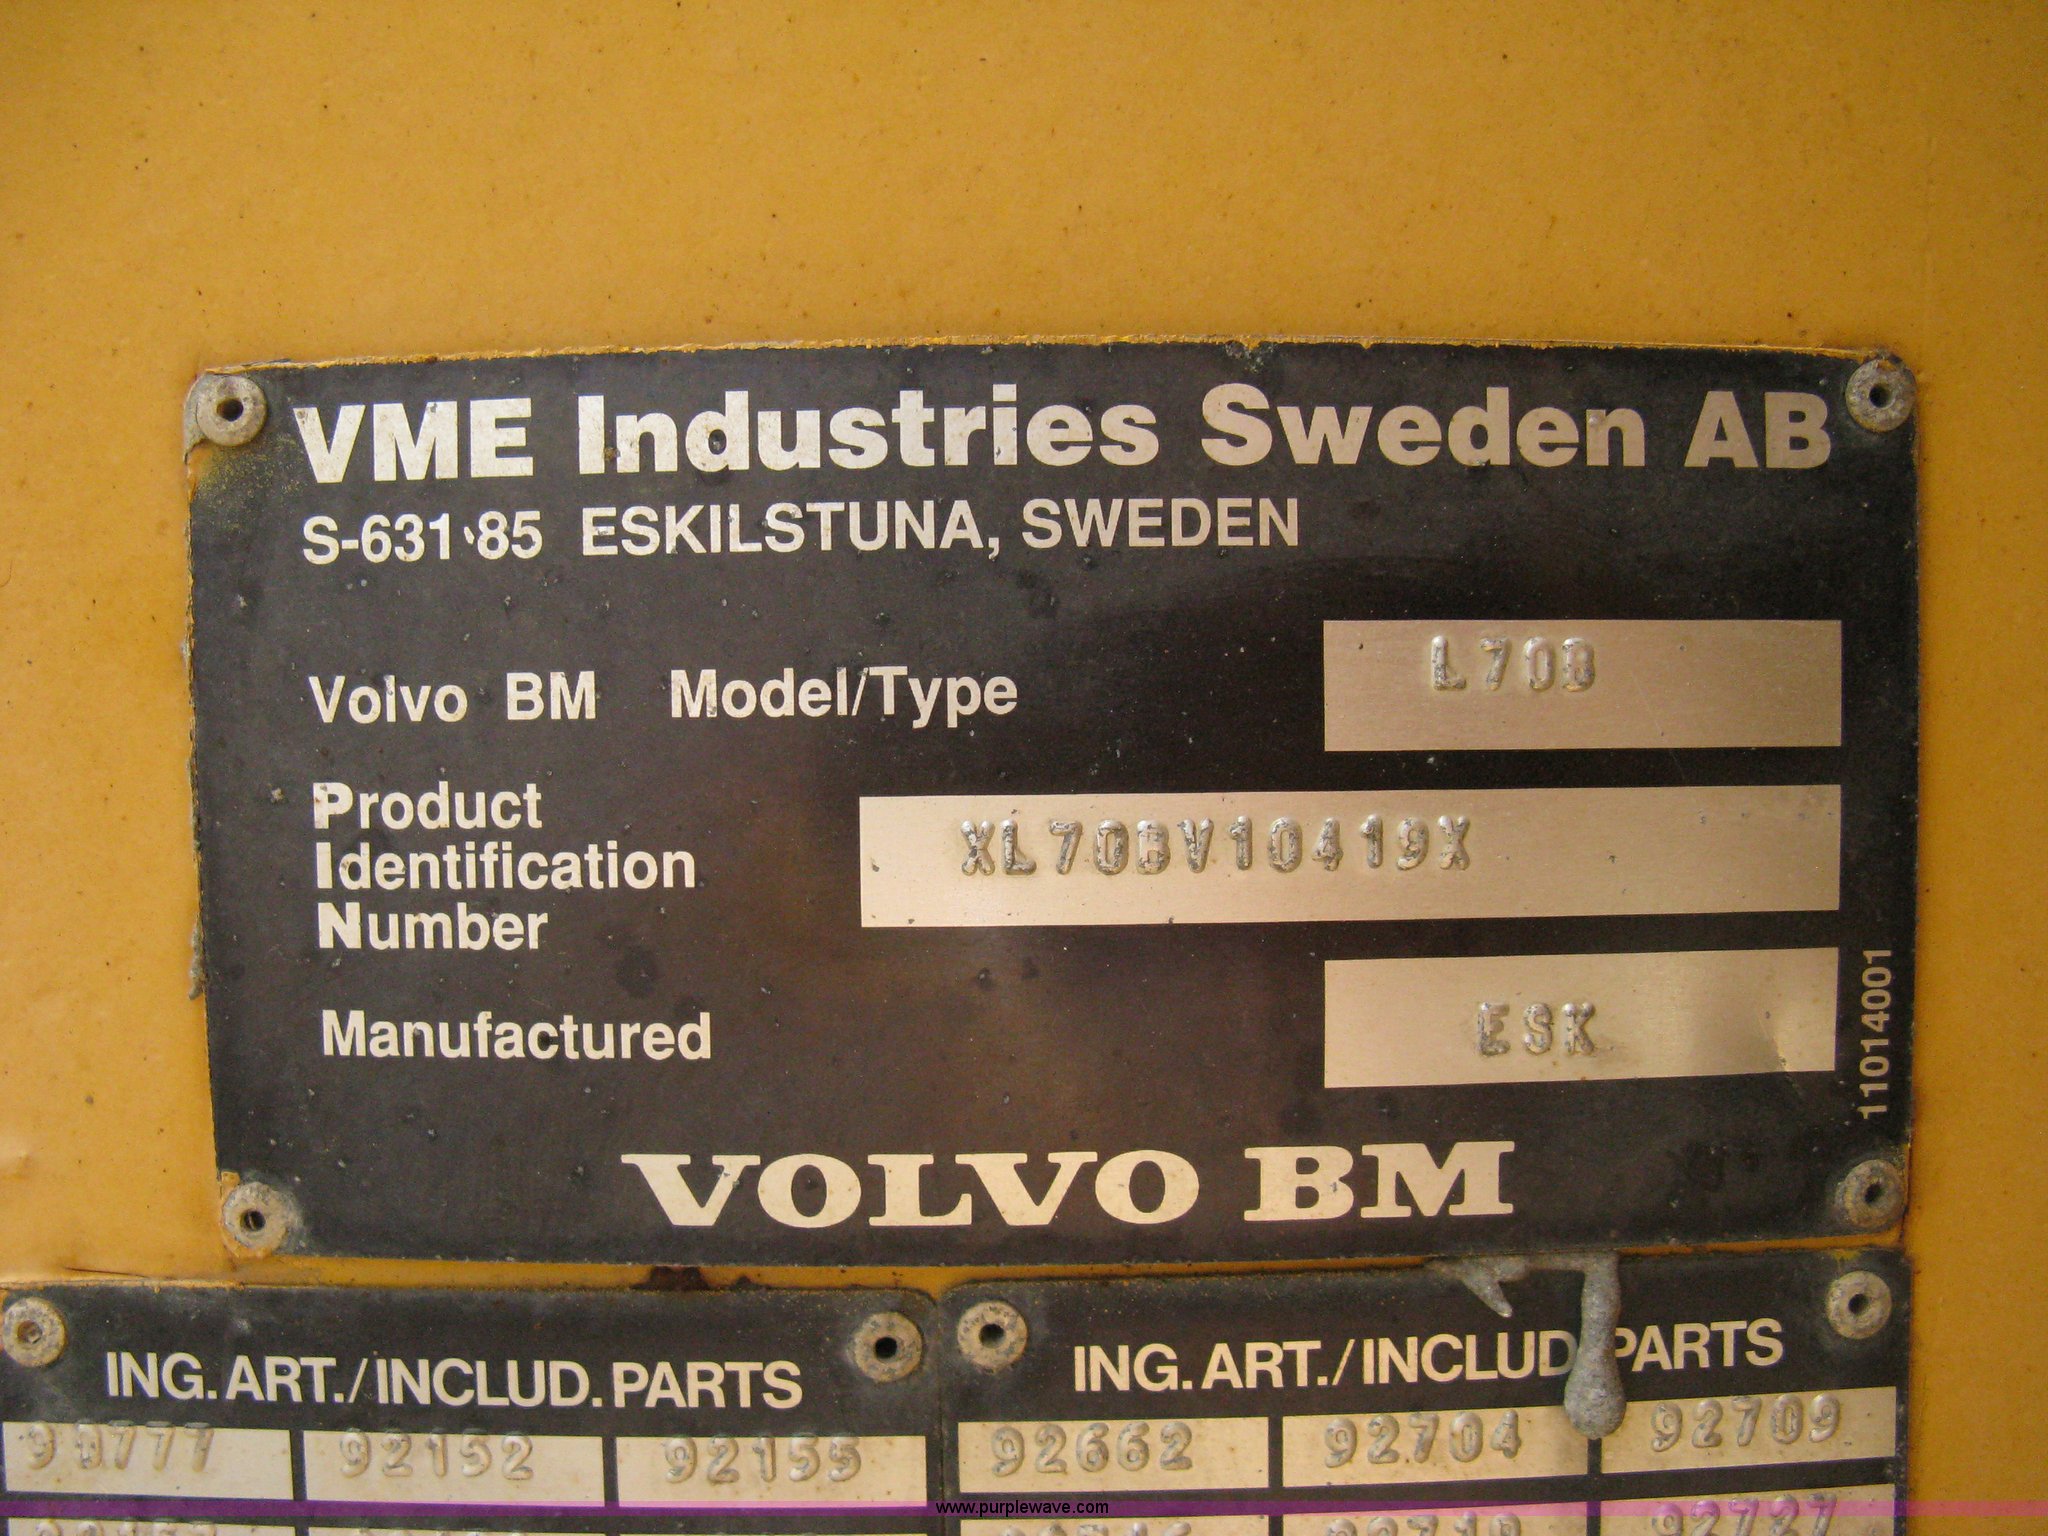 VME Industries Sweden AB
S-631 85 ESKILSTUNA, SWEDEN
Volvo BM Model/Type L70B
Product
Identification XL70BV10419X
Number
Manufactured ESK
11014001
VOLVO BM
ING.ART./INCLUD.PARTS
92152 92155
ING.ART./INCLUD PARTS
92662 92704 92709
92727
www.purplewave.com